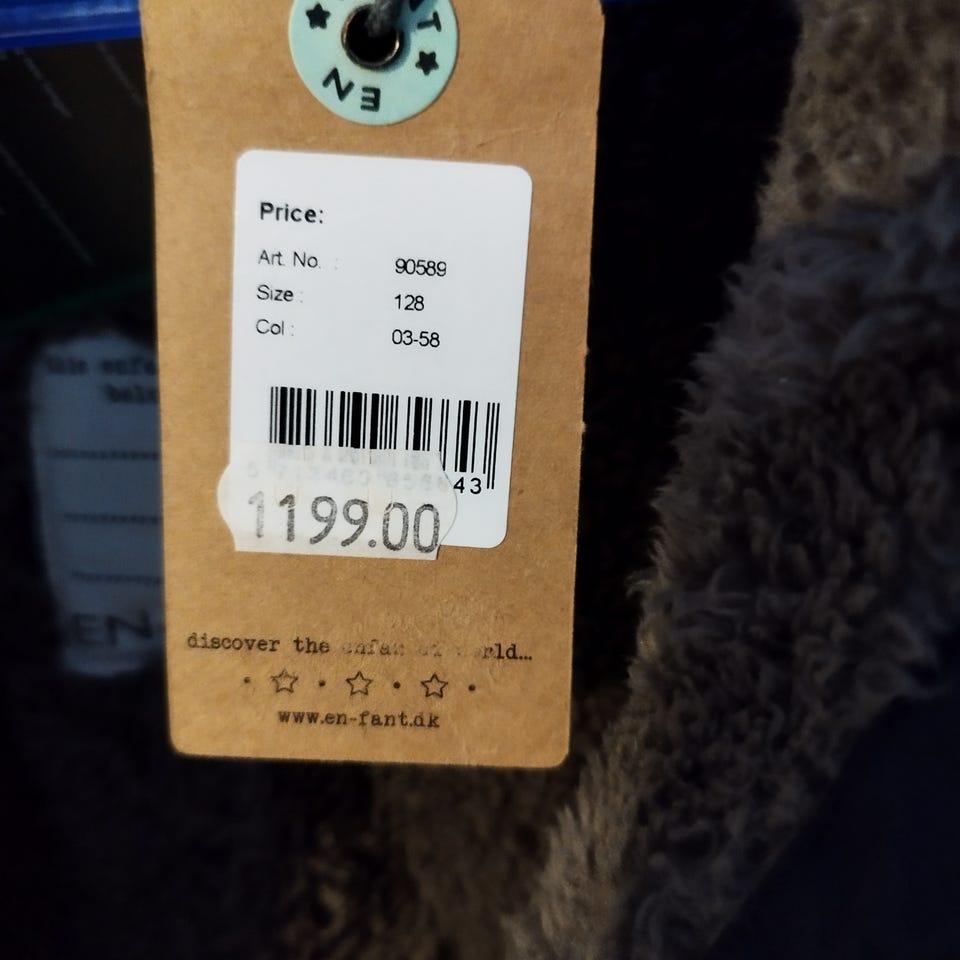 EN
Price:
Art. No. : 90589
Size : 128
Col : 03-58
43
1199.00
discover the
www.en-fant.dk
EN